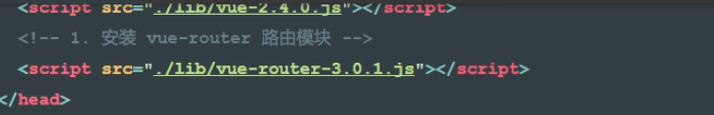 <script src="./lib/vue-2.4.0.js"></script>
<!-- 1. 安装 vue-router 路由模块 -->
<script src="./lib/vue-router-3.0.1.js"></script>
</head>